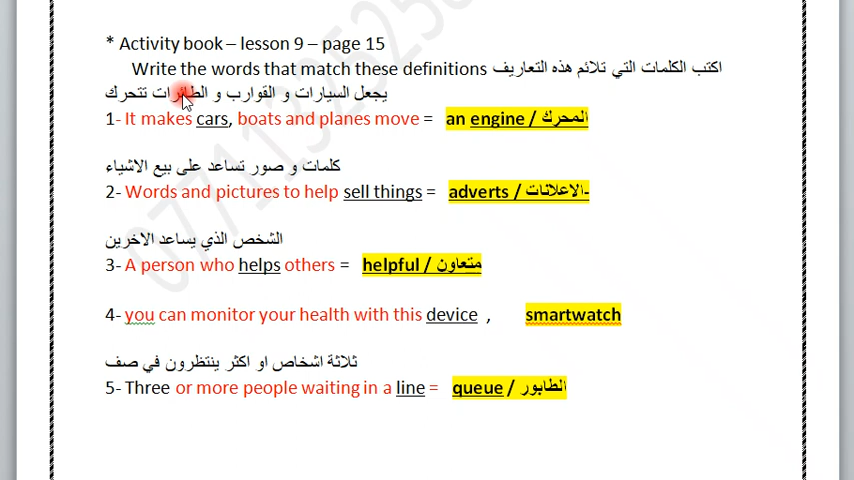 * Activity book – lesson 9 – page 15
Write the words that match these definitions اكتب الكلمات التي تلائم هذه التعاريف
يجعل السيارات و القوارب و الطائرات تتحرك
1- It makes cars, boats and planes move = an engine / المحرك
كلمات و صور تساعد على بيع الاشياء
2- Words and pictures to help sell things = adverts / الاعلانات-
الشخص الذي يساعد الاخرين
3- A person who helps others = helpful / متعاون
4- you can monitor your health with this device , smartwatch
ثلاثة اشخاص او اكثر ينتظرون في صف
5- Three or more people waiting in a line = queue / الطابور